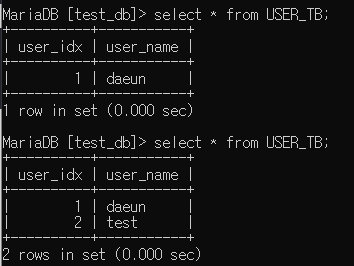 MariaDB [test_db]> select * from USER_TB;
+----------+-----------+
| user_idx | user_name |
+----------+-----------+
|        1 | daeun     |
+----------+-----------+
1 row in set (0.000 sec)
MariaDB [test_db]> select * from USER_TB;
+----------+-----------+
| user_idx | user_name |
+----------+-----------+
|        1 | daeun     |
|        2 | test      |
+----------+-----------+
2 rows in set (0.000 sec)